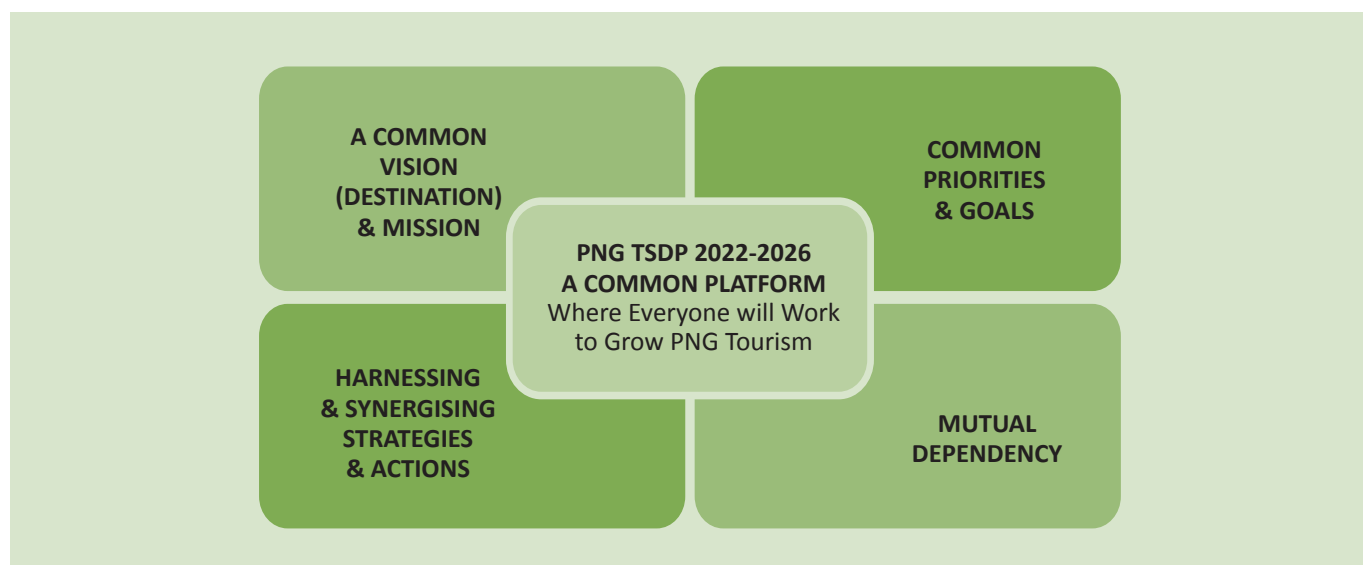 A COMMON
VISION
(DESTINATION)
& MISSION
COMMON
PRIORITIES
& GOALS
PNG TSDP 2022-2026
A COMMON PLATFORM
Where Everyone will Work
to Grow PNG Tourism
HARNESSING
& SYNERGISING
STRATEGIES
& ACTIONS
MUTUAL
DEPENDENCY